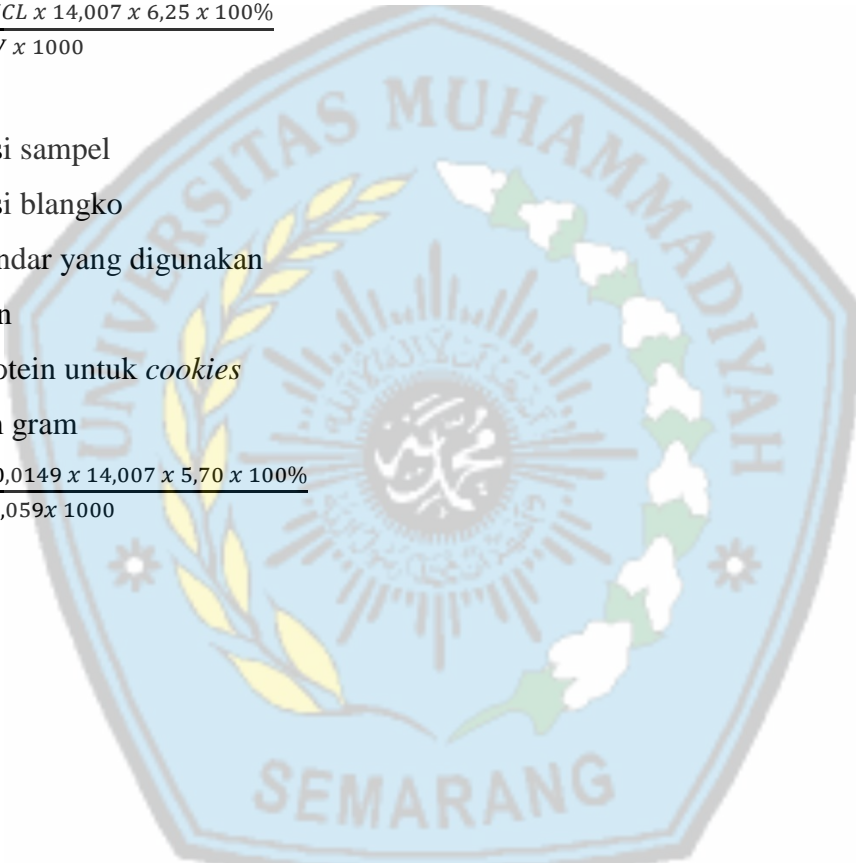 CL x 14,007 x 6,25 x 100%
x 1000
si sampel
si blangko
ndar yang digunakan
n
otein untuk cookies
n gram
0,0149 x 14,007 x 5,70 x 100%
,059x 1000
UNIVERSITAS MUHAMMADIYAH
SEMARANG